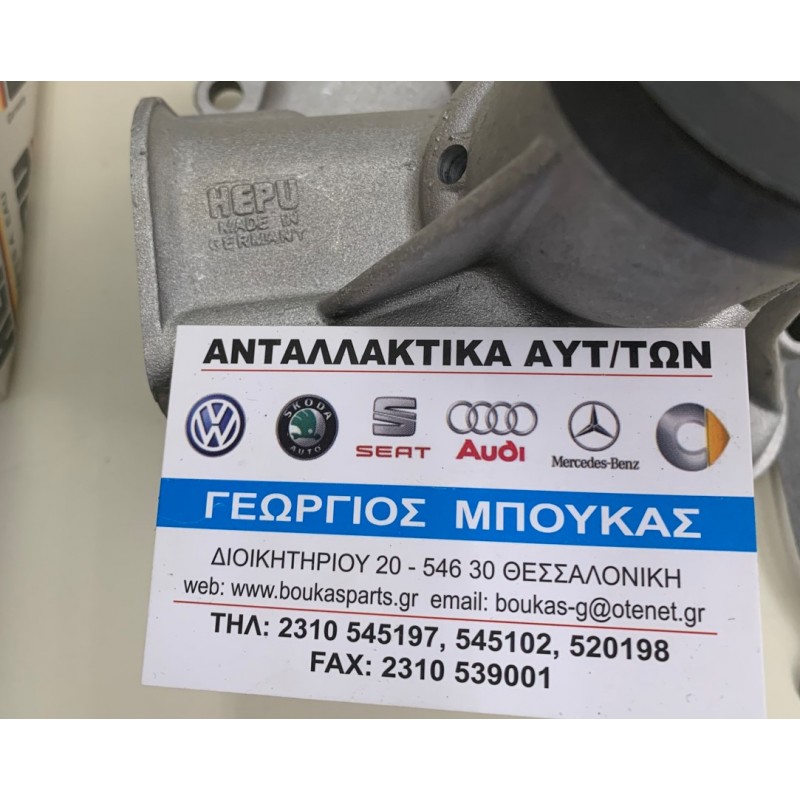 HEPU
MADE IN
GERMANY
ΑΝΤΑΛΛΑΚΤΙΚΑ ΑΥΤ/ΤΩΝ
SKODA
AUTO
SEAT
Audi
Mercedes-Benz
ΓΕΩΡΓΙΟΣ ΜΠΟΥΚΑΣ
ΔΙΟΙΚΗΤΗΡΙΟΥ 20 - 546 30 ΘΕΣΣΑΛΟΝΙΚΗ
web: www.boukasparts.gr email: boukas-g@otenet.gr
ΤΗΛ: 2310 545197, 545102, 520198
FAX: 2310 539001